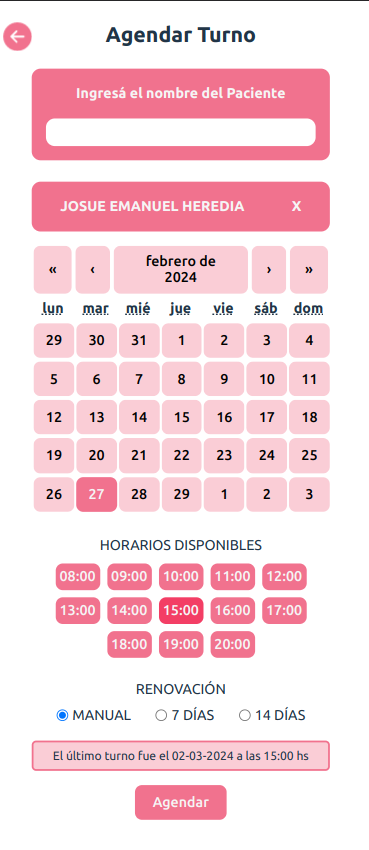 Agendar Turno
Ingresá el nombre del Paciente
JOSUE EMANUEL HEREDIA X
« ‹ febrero de
2024 › »
lun mar mié jue vie sáb dom
29 30 31 1 2 3 4
5 6 7 8 9 10 11
12 13 14 15 16 17 18
19 20 21 22 23 24 25
26 27 28 29 1 2 3
HORARIOS DISPONIBLES
08:00 09:00 10:00 11:00 12:00
13:00 14:00 15:00 16:00 17:00
18:00 19:00 20:00
RENOVACIÓN
MANUAL 7 DÍAS 14 DÍAS
El último turno fue el 02-03-2024 a las 15:00 hs
Agendar